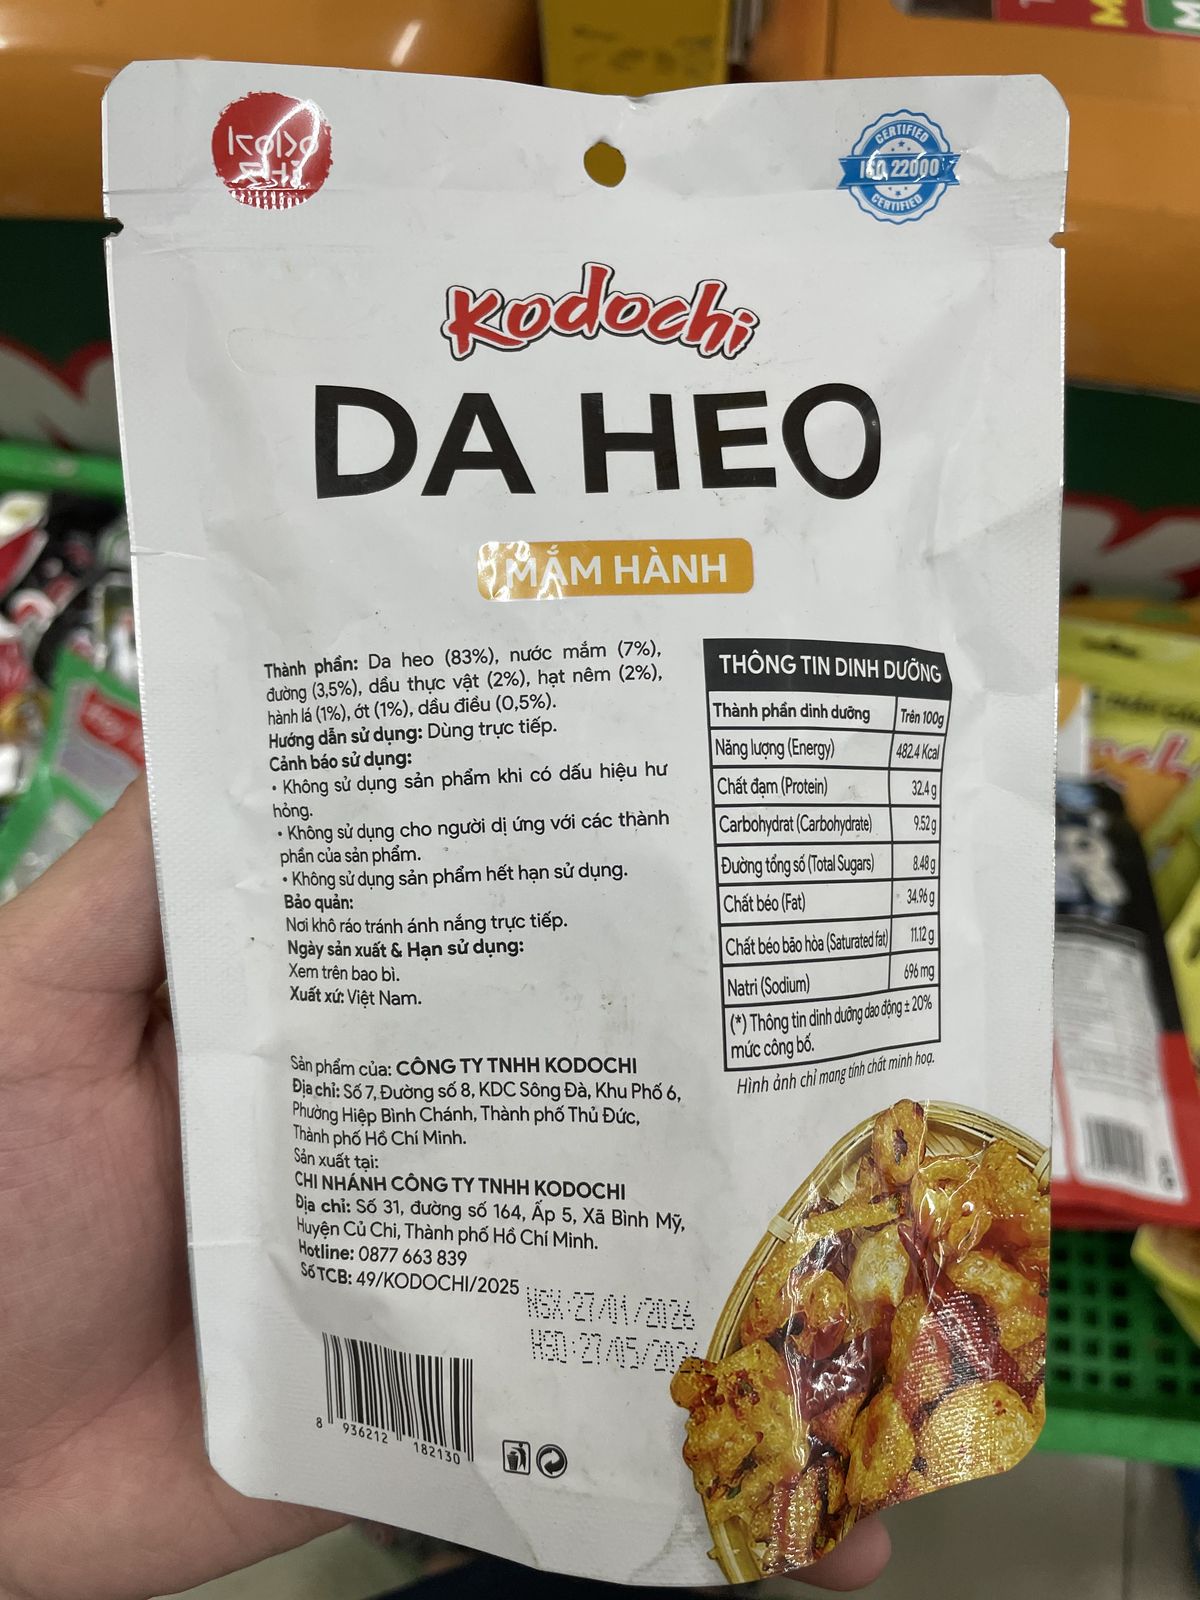 CERTIFIED
ISO 22000
CERTIFIED
Kodochi
DA HEO
MẮM HÀNH
Thành phần: Da heo (83%), nước mắm (7%),
đường (3,5%), dầu thực vật (2%), hạt nêm (2%),
hành lá (1%), ớt (1%), dầu điều (0,5%).
Hướng dẫn sử dụng: Dùng trực tiếp.
Cảnh báo sử dụng:
• Không sử dụng sản phẩm khi có dấu hiệu hư
hỏng.
• Không sử dụng cho người dị ứng với các thành
phần của sản phẩm.
• Không sử dụng sản phẩm hết hạn sử dụng.
Bảo quản:
Nơi khô ráo tránh ánh nắng trực tiếp.
Ngày sản xuất & Hạn sử dụng:
Xem trên bao bì.
Xuất xứ: Việt Nam.
THÔNG TIN DINH DƯỠNG
Thành phần dinh dưỡng Trên 100g
Năng lượng (Energy) 482.4 Kcal
Chất đạm (Protein) 32.4 g
Carbohydrat (Carbohydrate) 9.52 g
Đường tổng số (Total Sugars) 8.48 g
Chất béo (Fat) 34.96 g
Chất béo bão hòa (Saturated fat) 11.12 g
Natri (Sodium) 696 mg
(*) Thông tin dinh dưỡng dao động ± 20%
mức công bố.
Hình ảnh chỉ mang tính chất minh hoạ.
Sản phẩm của: CÔNG TY TNHH KODOCHI
Địa chỉ: Số 7, Đường số 8, KDC Sông Đà, Khu Phố 6,
Phường Hiệp Bình Chánh, Thành phố Thủ Đức,
Thành phố Hồ Chí Minh.
Sản xuất tại:
CHI NHÁNH CÔNG TY TNHH KODOCHI
Địa chỉ: Số 31, đường số 164, Ấp 5, Xã Bình Mỹ,
Huyện Củ Chi, Thành phố Hồ Chí Minh.
Hotline: 0877 663 839
Số TCB: 49/KODOCHI/2025
NSX:27/01/2026
HSD:27/05/202
8 936212 182130